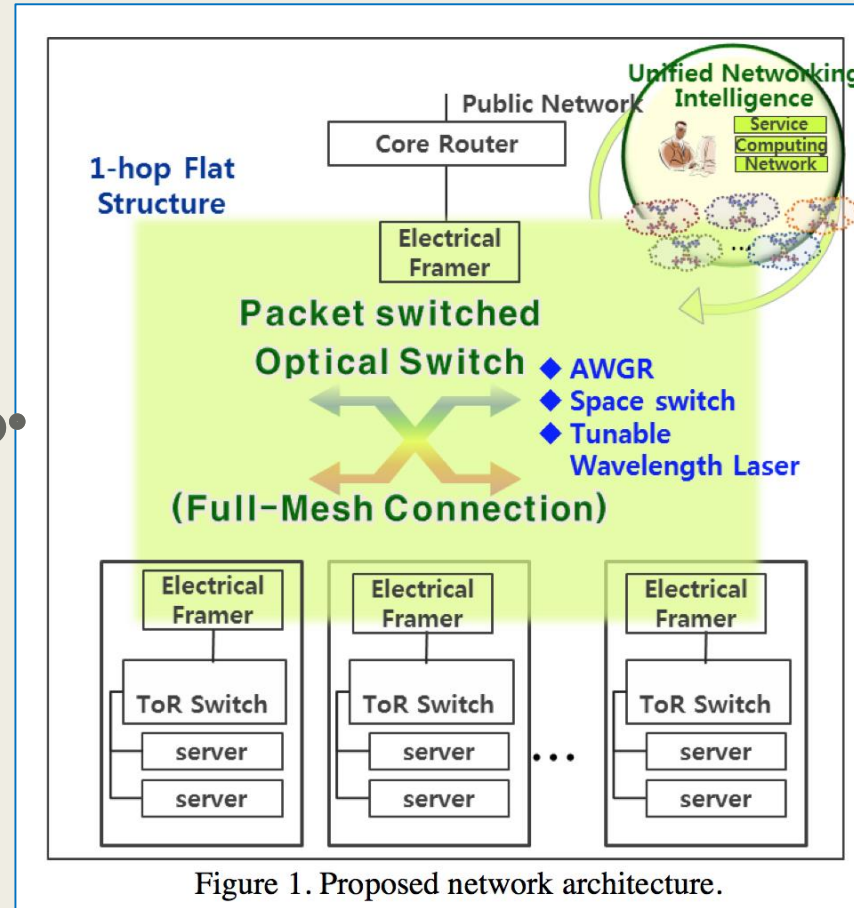 Public Network
Core Router
1-hop Flat
Structure
Unified Networking
Intelligence
Service
Computing
Network
...
Electrical
Framer
Packet switched
Optical Switch
◆ AWGR
◆ Space switch
◆ Tunable
Wavelength Laser
(Full-Mesh Connection)
Electrical
Framer
ToR Switch
server
server
Electrical
Framer
ToR Switch
server
server
...
Electrical
Framer
ToR Switch
server
server
Figure 1. Proposed network architecture.